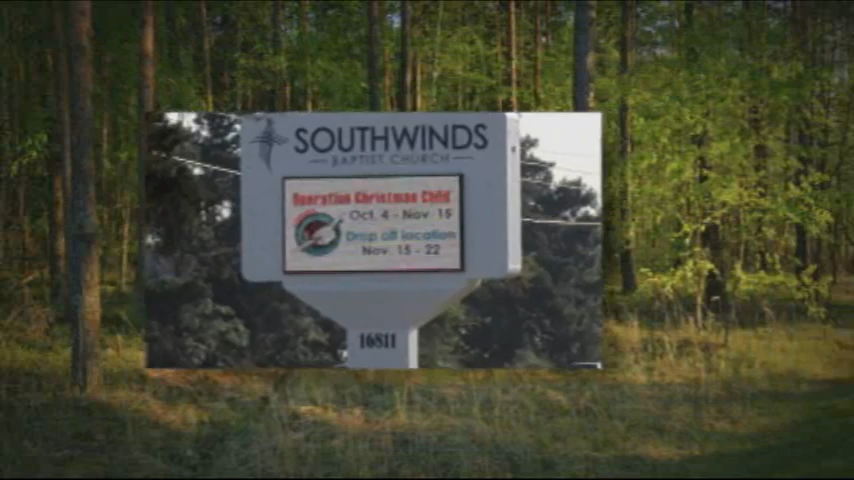 SOUTHWINDS
BAPTIST CHURCH
Operation Christmas Child
Oct. 4 - Nov. 15
Drop off location
Nov. 15 - 22
16811